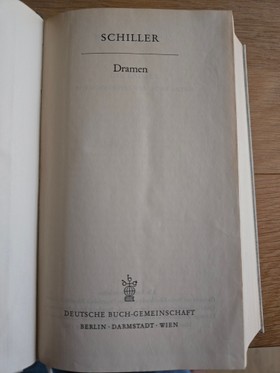 SCHILLER
Dramen
DEUTSCHE BUCH-GEMEINSCHAFT
BERLIN · DARMSTADT · WIEN